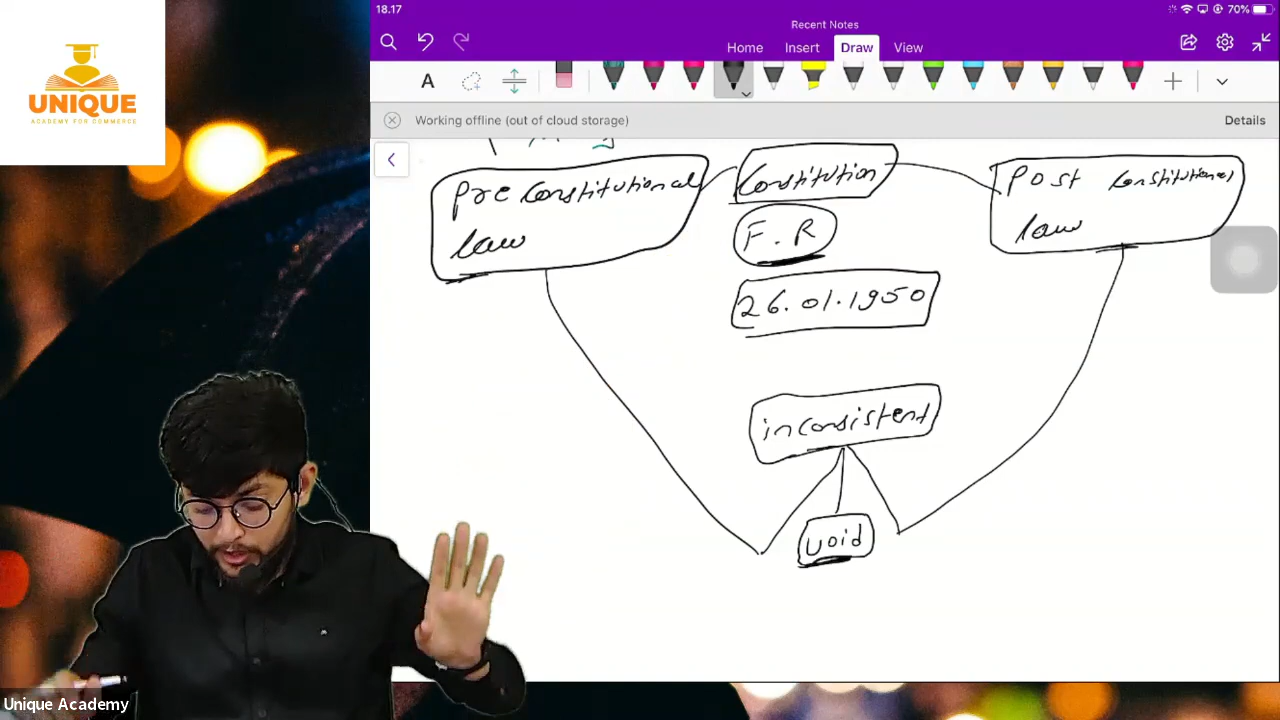 UNIQUE
ACADEMY FOR COMMERCE
18.17
70%
Recent Notes
Home Insert Draw View
A
Working offline (out of cloud storage)
Details
Pre Constitutional
law
Constitution
F.R
26.01.1950
Post Constitutional
law
inconsistent
void
Unique Academy